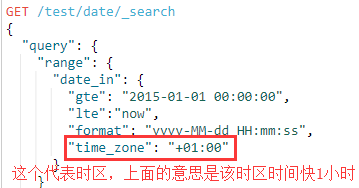 GET /test/date/_search
{
"query": {
"range": {
"date_in": {
"gte": "2015-01-01 00:00:00",
"lte":"now",
"format": "yyyy-MM-dd HH:mm:ss",
"time_zone": "+01:00"
}
这个代表时区，上面的意思是该时区时间快1小时
}